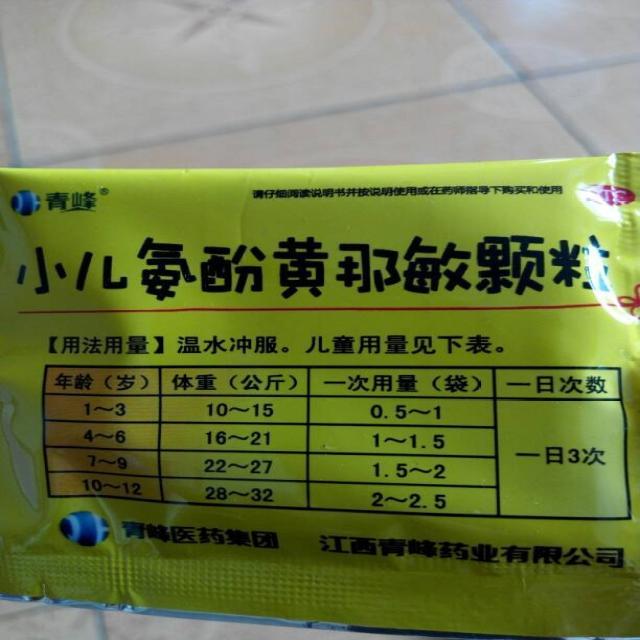 青峰®
请仔细阅读说明书并按说明使用或在药师指导下购买和使用
小儿氨酚黄那敏颗粒
【用法用量】温水冲服。儿童用量见下表。
年龄（岁） 体重（公斤） 一次用量（袋） 一日次数
1～3 10～15 0.5～1
4～6 16～21 1～1.5
一日3次
7～9 22～27 1.5～2
10～12 28～32 2～2.5
青峰医药集团 江西青峰药业有限公司